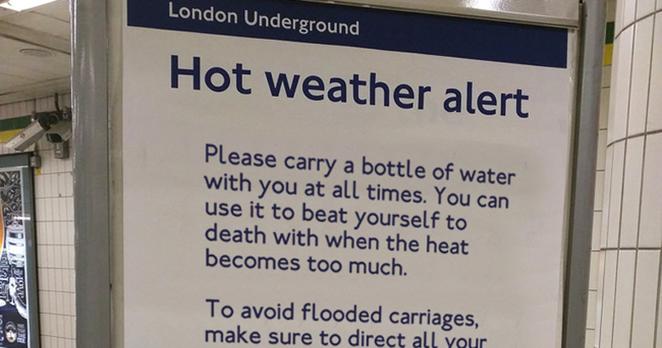 London Underground
Hot weather alert
Please carry a bottle of water
with you at all times. You can
use it to beat yourself to
death with when the heat
becomes too much.
To avoid flooded carriages,
make sure to direct all your